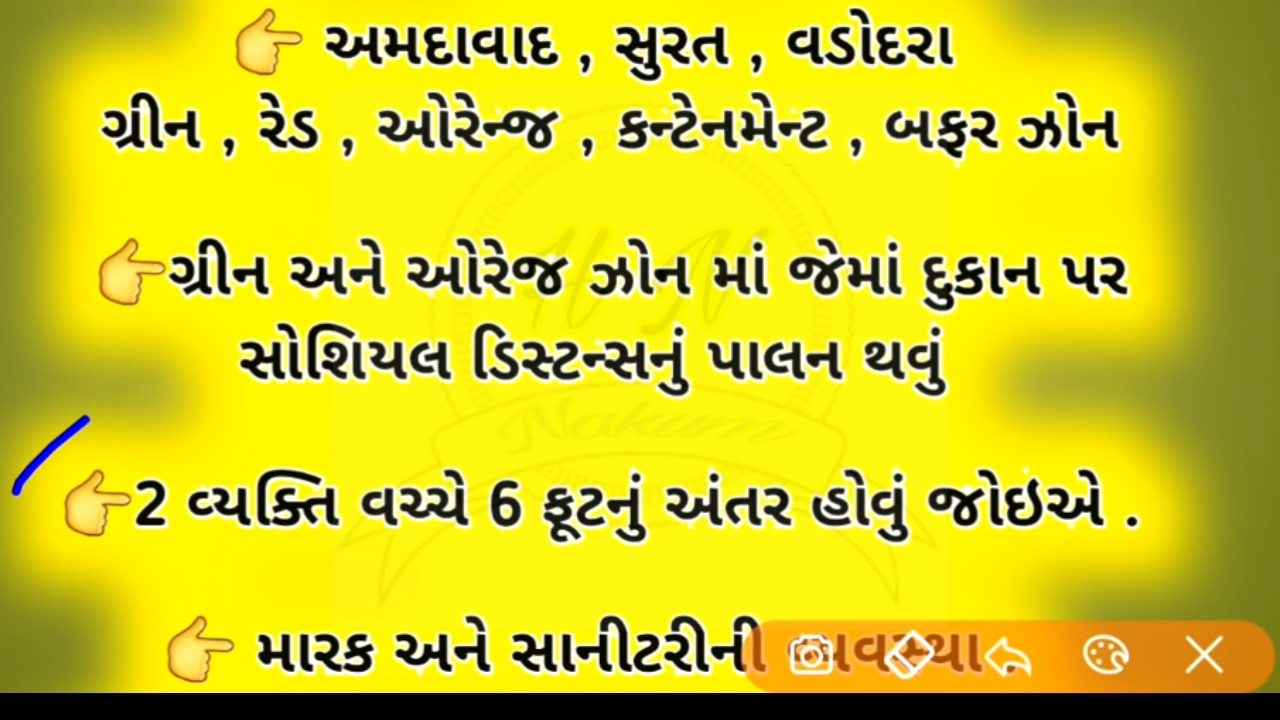 👉 અમદાવાદ , સુરત , વડોદરા
ગ્રીન , રેડ , ઓરેન્જ , કન્ટેનમેન્ટ , બફર ઝોન
👉ગ્રીન અને ઓરેજ ઝોન માં જેમાં દુકાન પર
સોશિયલ ડિસ્ટન્સનું પાલન થવું
👉2 વ્યક્તિ વચ્ચે 6 ફૂટનું અંતર હોવું જોઇએ .
👉 મારક અને સાનીટરીની
H N
Nakum